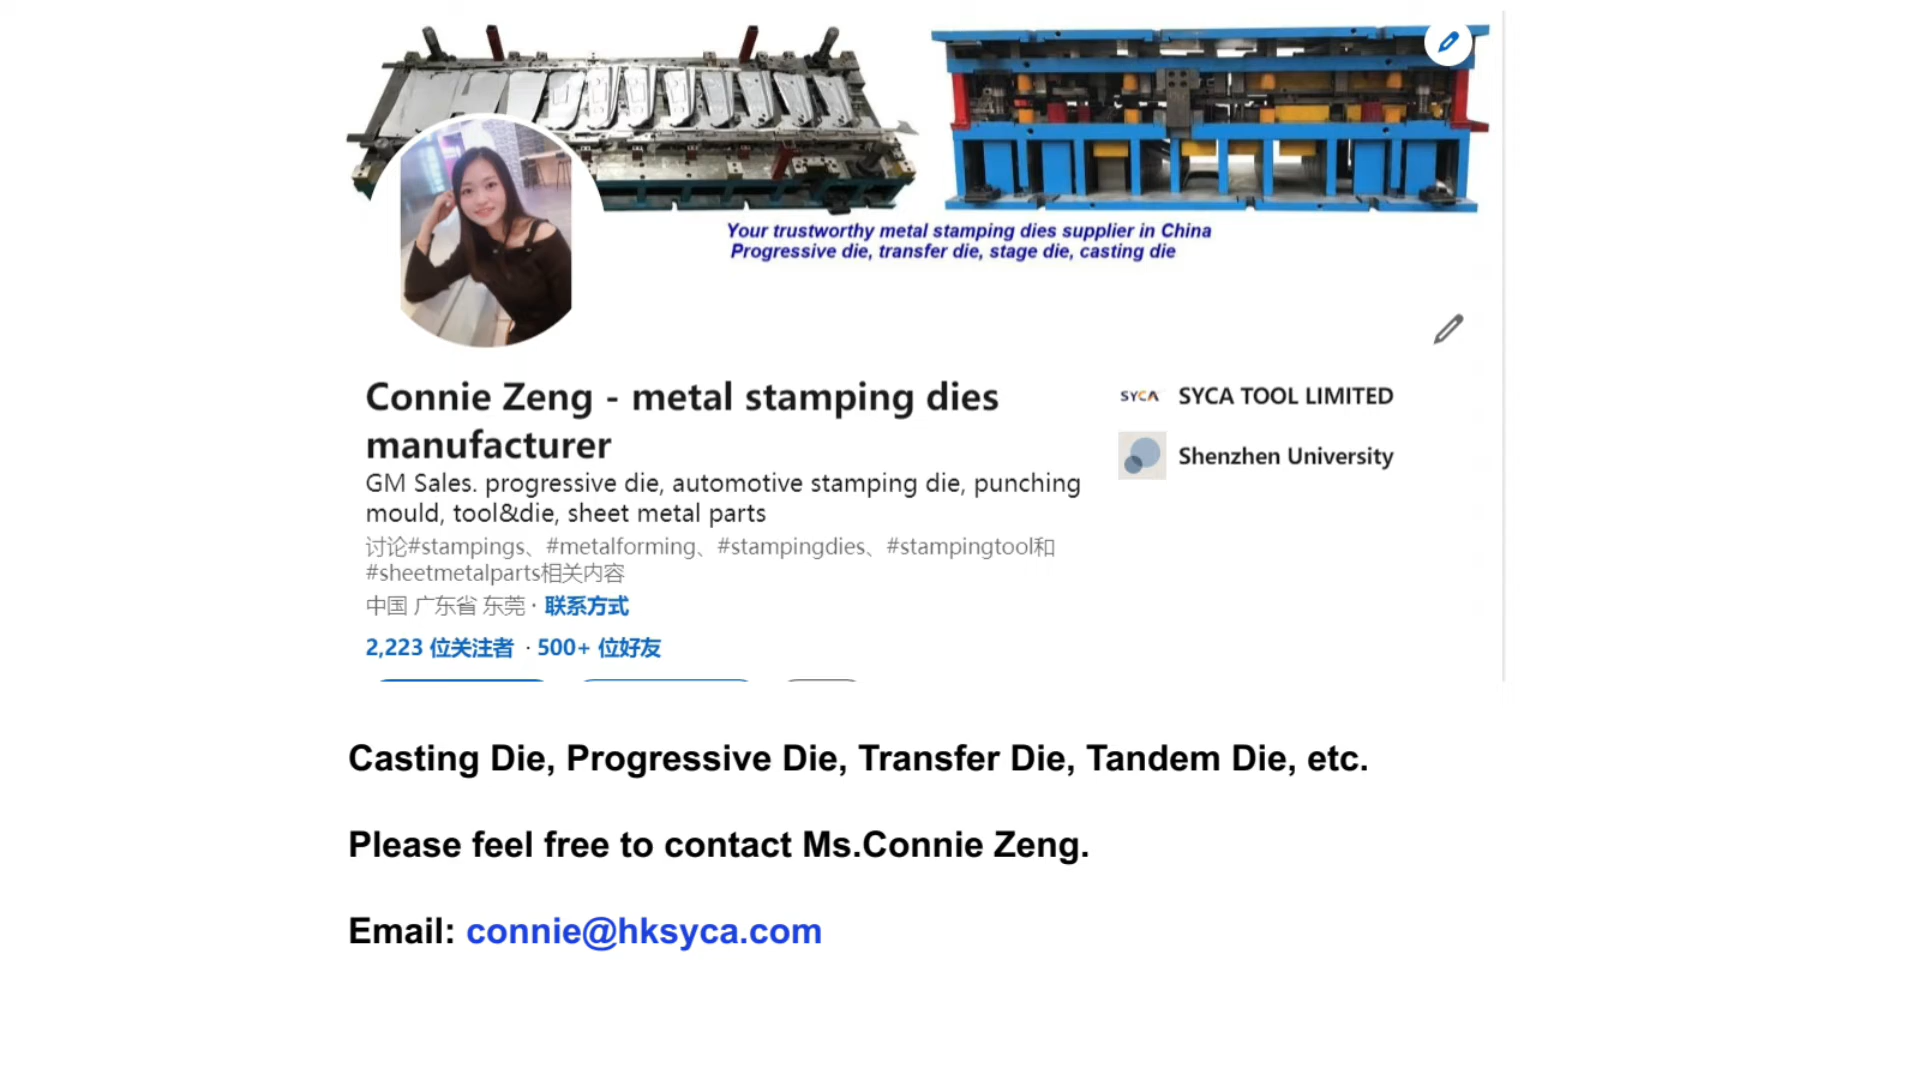 Your trustworthy metal stamping dies supplier in China
Progressive die, transfer die, stage die, casting die
Connie Zeng - metal stamping dies
manufacturer
GM Sales. progressive die, automotive stamping die, punching
mould, tool&die, sheet metal parts
讨论#stampings、#metalforming、#stampingdies、#stampingtool和
#sheetmetalparts相关内容
中国 广东省 东莞 · 联系方式
2,223 位关注者 · 500+ 位好友
SYCA SYCA TOOL LIMITED
Shenzhen University
Casting Die, Progressive Die, Transfer Die, Tandem Die, etc.
Please feel free to contact Ms.Connie Zeng.
Email: connie@hksyca.com